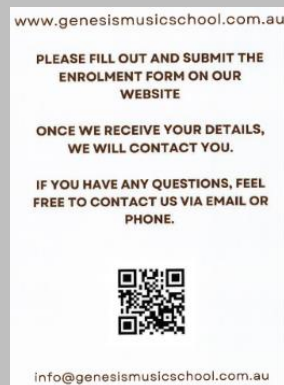 www.genesismusicschool.com.au
PLEASE FILL OUT AND SUBMIT THE
ENROLMENT FORM ON OUR
WEBSITE
ONCE WE RECEIVE YOUR DETAILS,
WE WILL CONTACT YOU.
IF YOU HAVE ANY QUESTIONS, FEEL
FREE TO CONTACT US VIA EMAIL OR
PHONE.
info@genesismusicschool.com.au